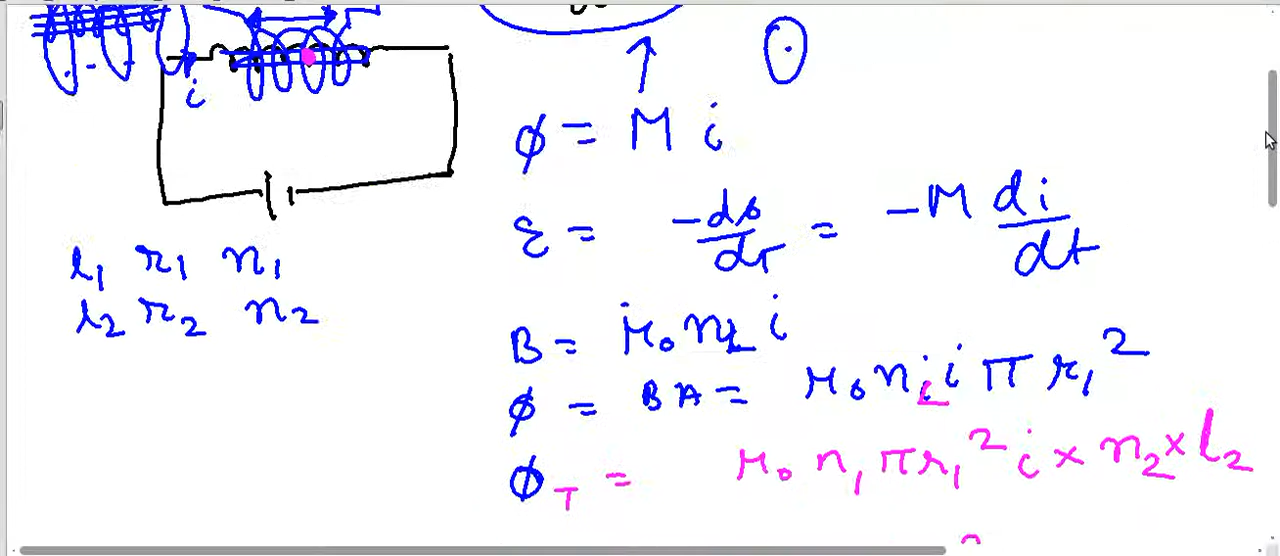 i
φ = M i
ε = -dφ/dt = -M di/dt
l₁ r₁ n₁
l₂ r₂ n₂
B = μ₀ n₁ i
φ = BA = μ₀ n₁ i π r₁²
φ_T = μ₀ n₁ π r₁² i × n₂ × l₂